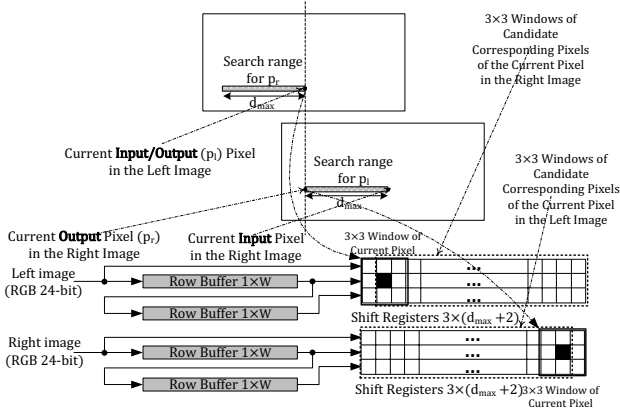 3×3 Windows of
Candidate
Corresponding Pixels
of the Current Pixel
in the Right Image
Search range
for pr
dmax
Current Input/Output (pl) Pixel
in the Left Image
Search range
for pl
dmax
3×3 Windows of
Candidate
Corresponding Pixels
of the Current Pixel
in the Left Image
Current Output Pixel (pr)
in the Right Image
Current Input Pixel
in the Right Image
3×3 Window of
Current Pixel
Left image
(RGB 24-bit)
Row Buffer 1×W
...
...
...
Row Buffer 1×W
Shift Registers 3×(dmax +2)
Right image
(RGB 24-bit)
Row Buffer 1×W
...
...
Row Buffer 1×W
Shift Registers 3×(dmax +2)
3×3 Window of
Current Pixel